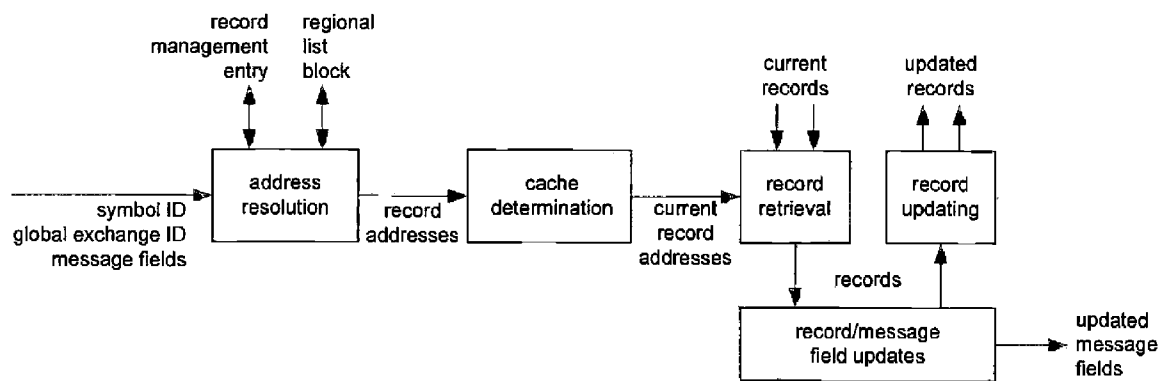 record
management
entry
regional
list
block
current
records
updated
records
address
resolution
cache
determination
record
retrieval
record
updating
symbol ID
global exchange ID
message fields
record
addresses
current
record
addresses
records
record/message
field updates
updated
message
fields